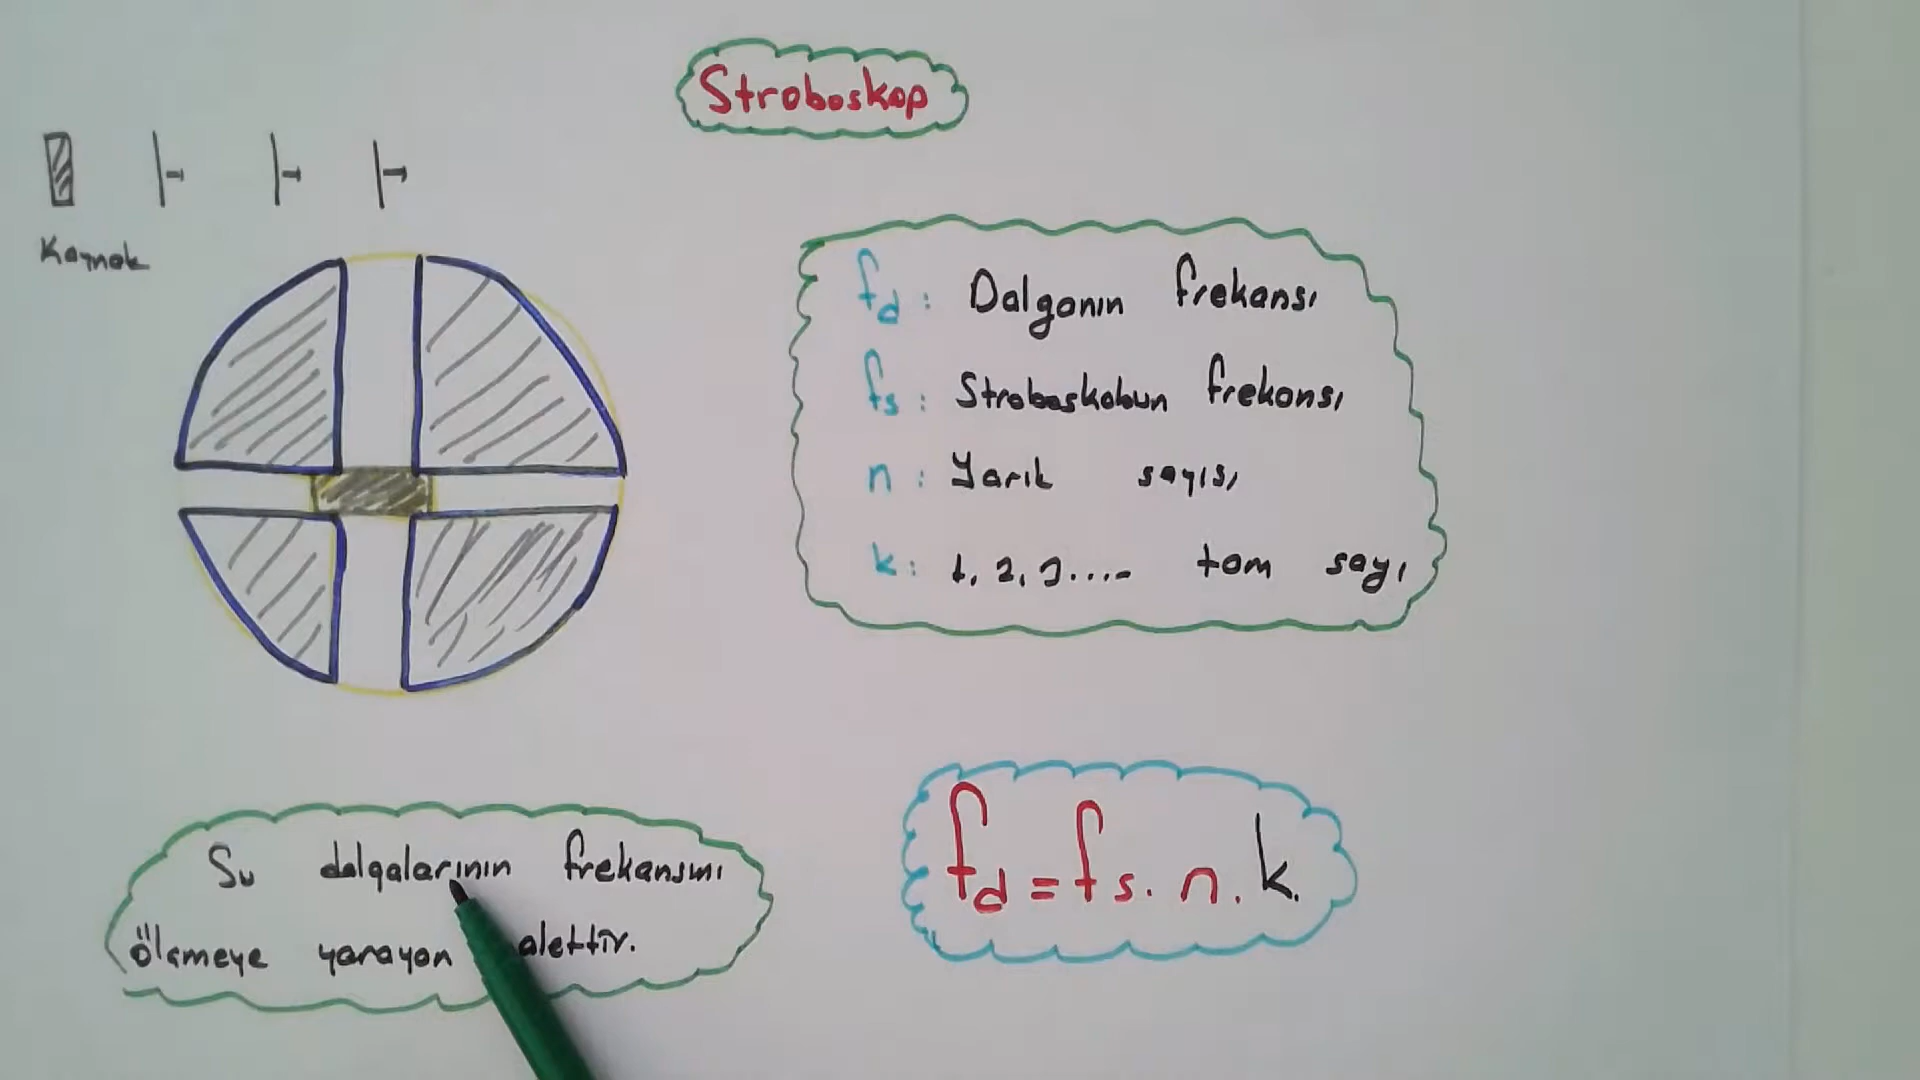 Stroboskop
Kaynak
fd: Dalganın frekansı
fs: Stroboskobun frekansı
n: Yarık sayısı
k: 1, 2, 3.... tam sayı
Su dalgalarının frekansını
ölçmeye yarayan alettir.
fd = fs. n. k.